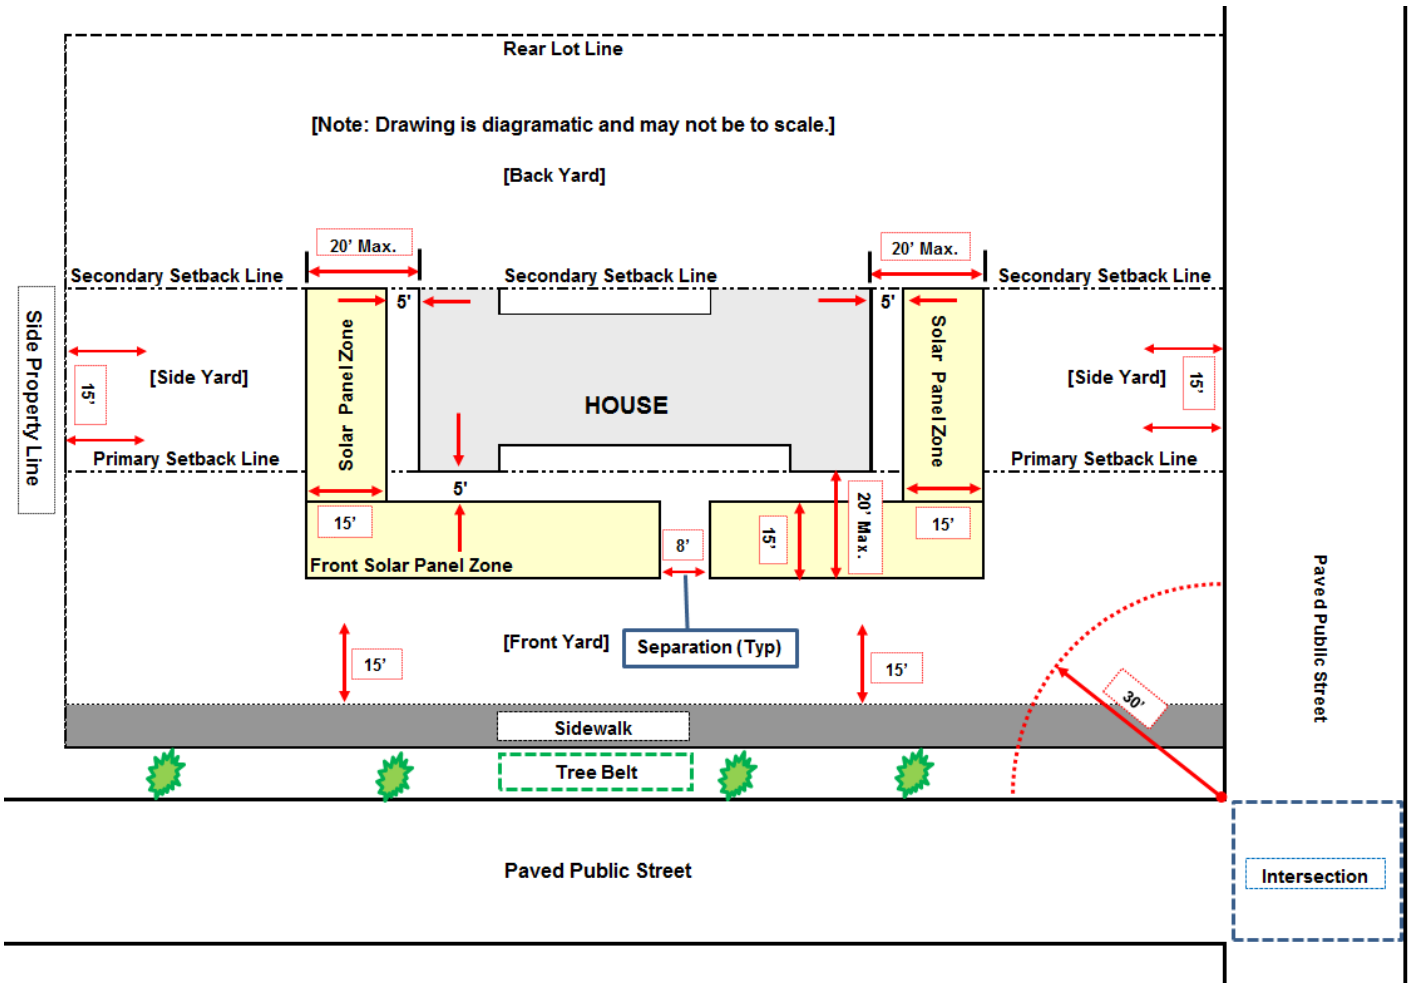 Rear Lot Line
[Note: Drawing is diagramatic and may not be to scale.]
[Back Yard]
20’ Max.
20’ Max.
Secondary Setback Line
Secondary Setback Line
Secondary Setback Line
5'
5'
Side Property Line
Solar Panel Zone
Solar Panel Zone
15’
[Side Yard]
[Side Yard]
15’
HOUSE
Primary Setback Line
Primary Setback Line
5'
15’
15’
20’ Max.
15’
8’
Front Solar Panel Zone
Paved Public Street
[Front Yard]
Separation (Typ)
15’
15’
30’
Sidewalk
Tree Belt
Paved Public Street
Intersection